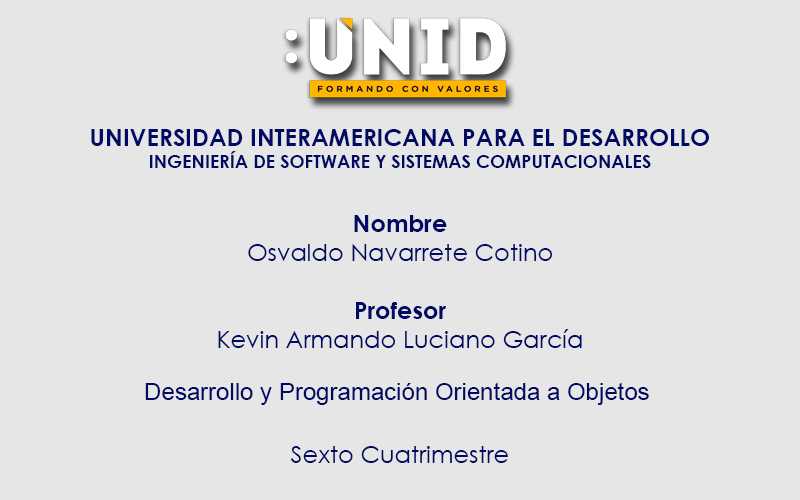 :UNID
FORMANDO CON VALORES
UNIVERSIDAD INTERAMERICANA PARA EL DESARROLLO
INGENIERÍA DE SOFTWARE Y SISTEMAS COMPUTACIONALES
Nombre
Osvaldo Navarrete Cotino
Profesor
Kevin Armando Luciano García
Desarrollo y Programación Orientada a Objetos
Sexto Cuatrimestre